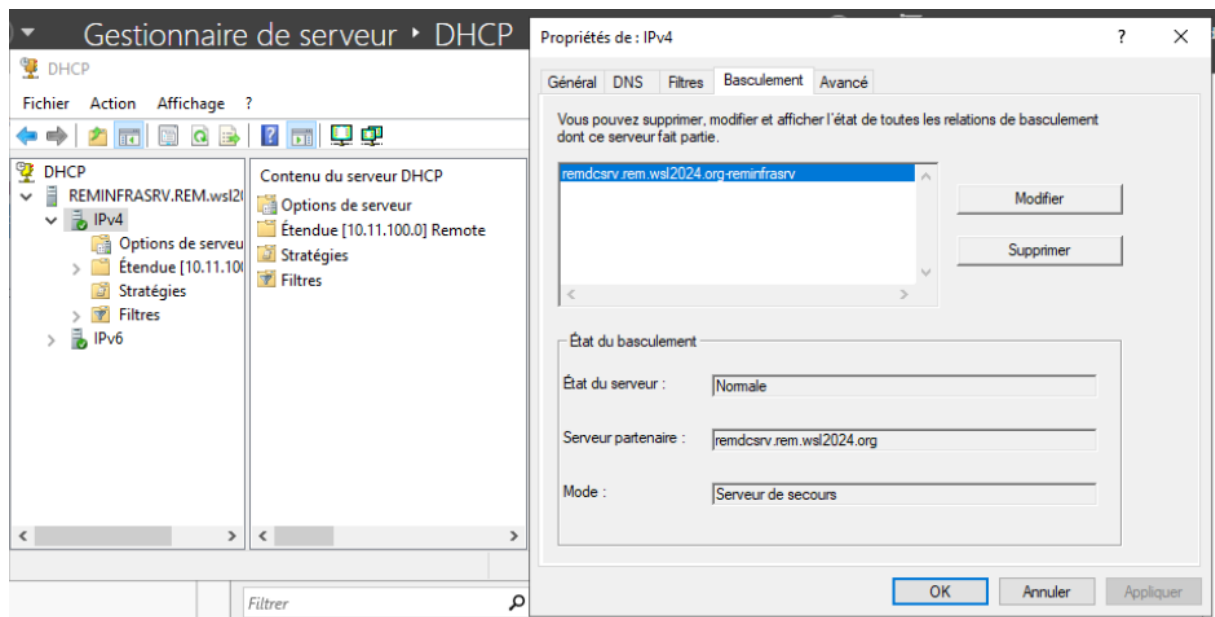 Gestionnaire de serveur ‣ DHCP
DHCP
Fichier Action Affichage ?
DHCP
REMINFRASRV.REM.wsl2(
IPv4
Options de serveu
Étendue [10.11.10(
Stratégies
Filtres
IPv6
Contenu du serveur DHCP
Options de serveur
Étendue [10.11.100.0] Remote
Stratégies
Filtres
Filtrer
Propriétés de : IPv4 ? ×
Général DNS Filtres Basculement Avancé
Vous pouvez supprimer, modifier et afficher l'état de toutes les relations de basculement
dont ce serveur fait partie.
remdcsrv.rem.wsl2024.org-reminfrasrv
Modifier
Supprimer
État du basculement
État du serveur : Normale
Serveur partenaire : remdcsrv.rem.wsl2024.org
Mode : Serveur de secours
OK Annuler Appliquer